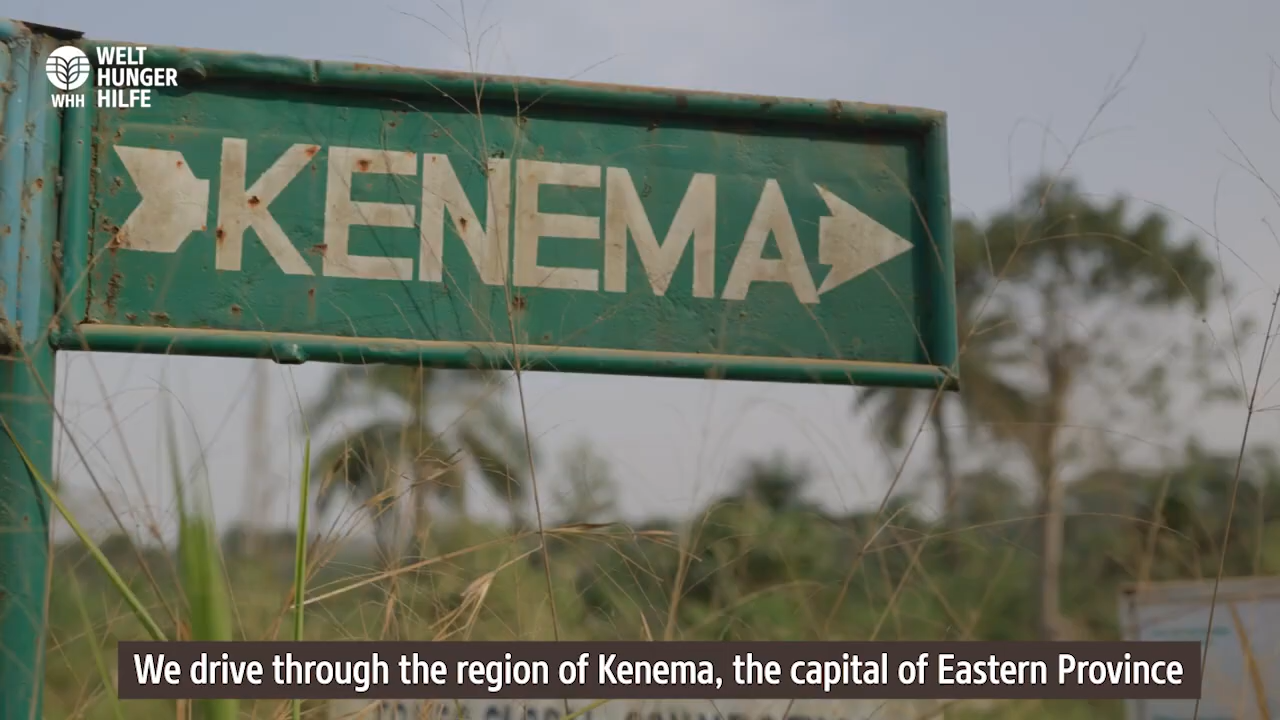 WELT
HUNGER
HILFE
WHH
KENEMA
We drive through the region of Kenema, the capital of Eastern Province